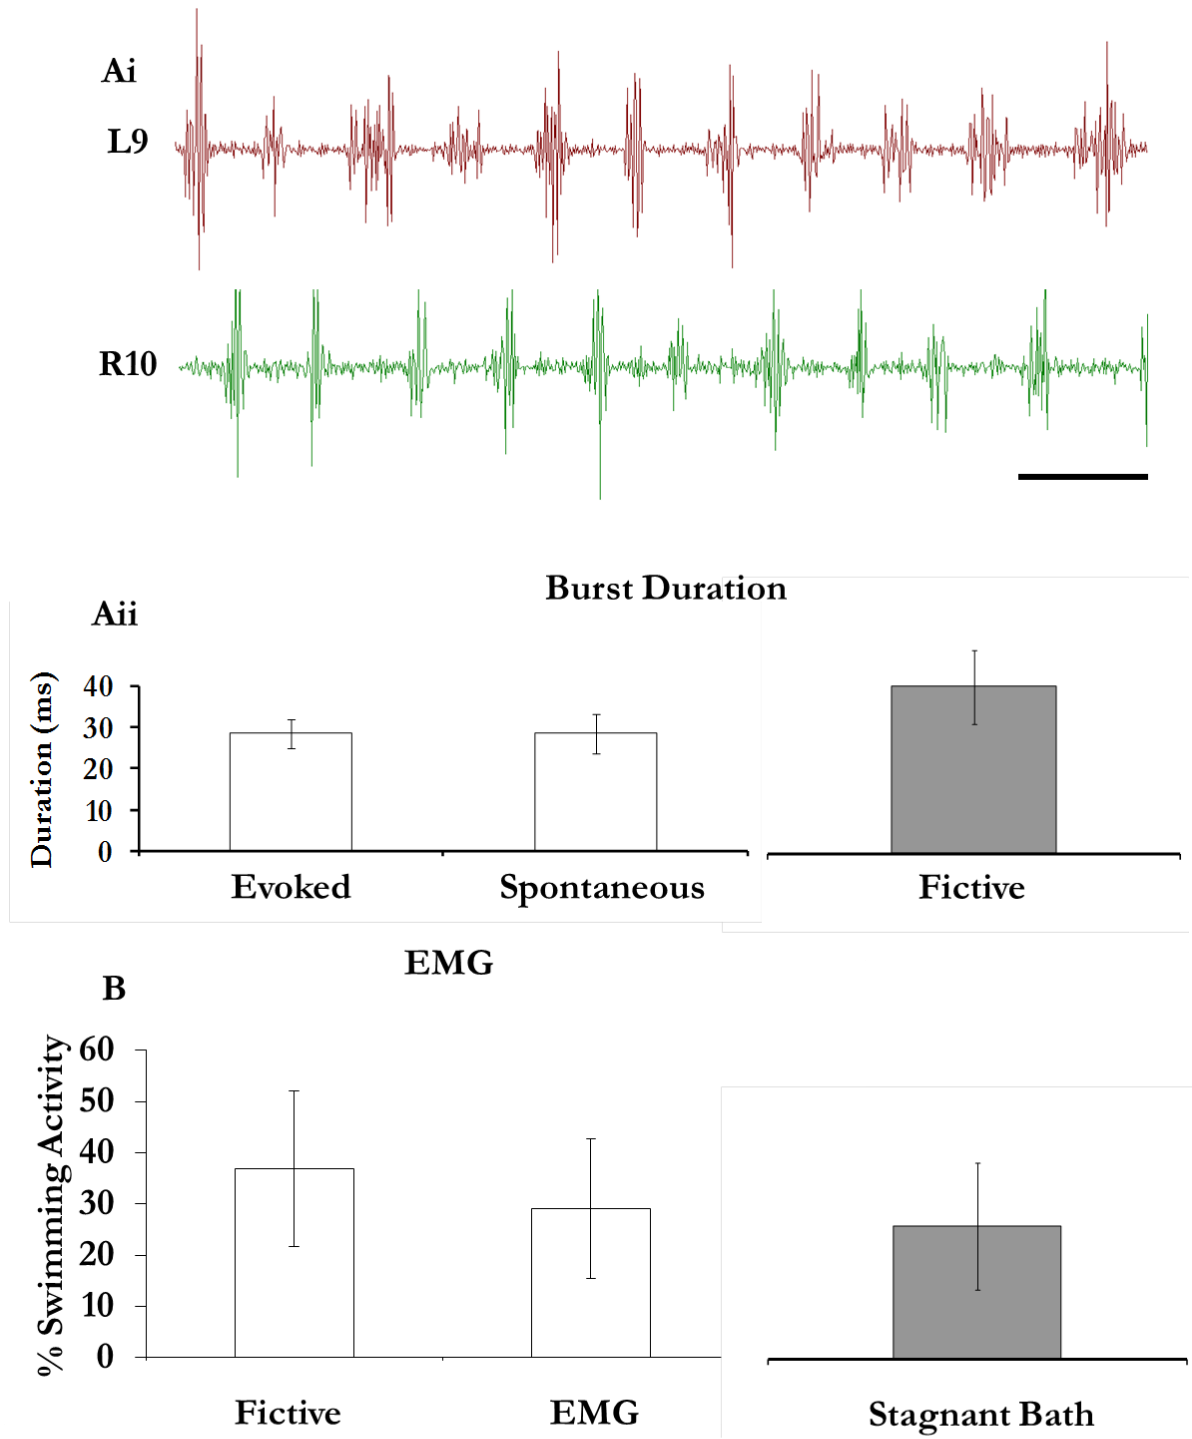 Ai
L9
R10
Burst Duration
Aii
Duration (ms)
40
30
20
10
0
Evoked
Spontaneous
Fictive
EMG
B
% Swimming Activity
60
50
40
30
20
10
0
Fictive
EMG
Stagnant Bath